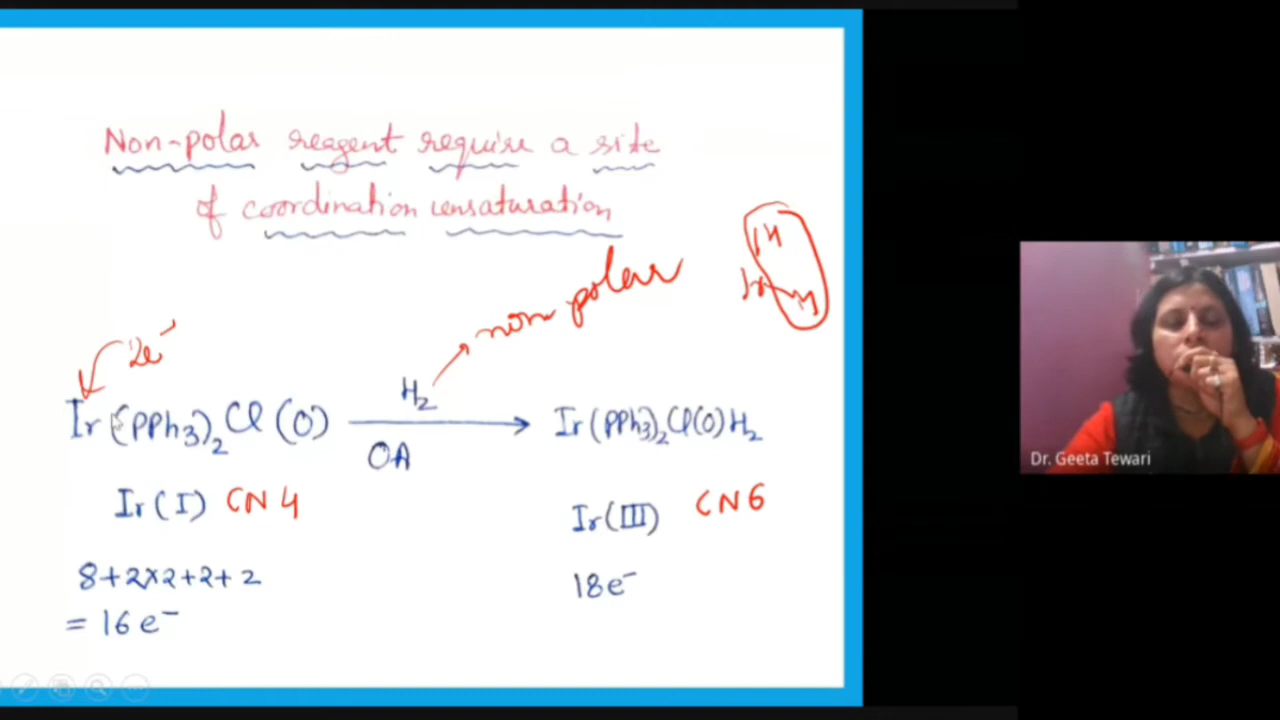 Non-polar reagent require a site
of coordination unsaturation
non polar
2e⁻
H₂
Ir(PPh₃)₂Cl(O)
OA
Ir(PPh₃)₂Cl(O)H₂
Ir(I) CN 4
Ir(III) CN 6
8+2×2+2+2
18e⁻
= 16e⁻
Dr. Geeta Tewari